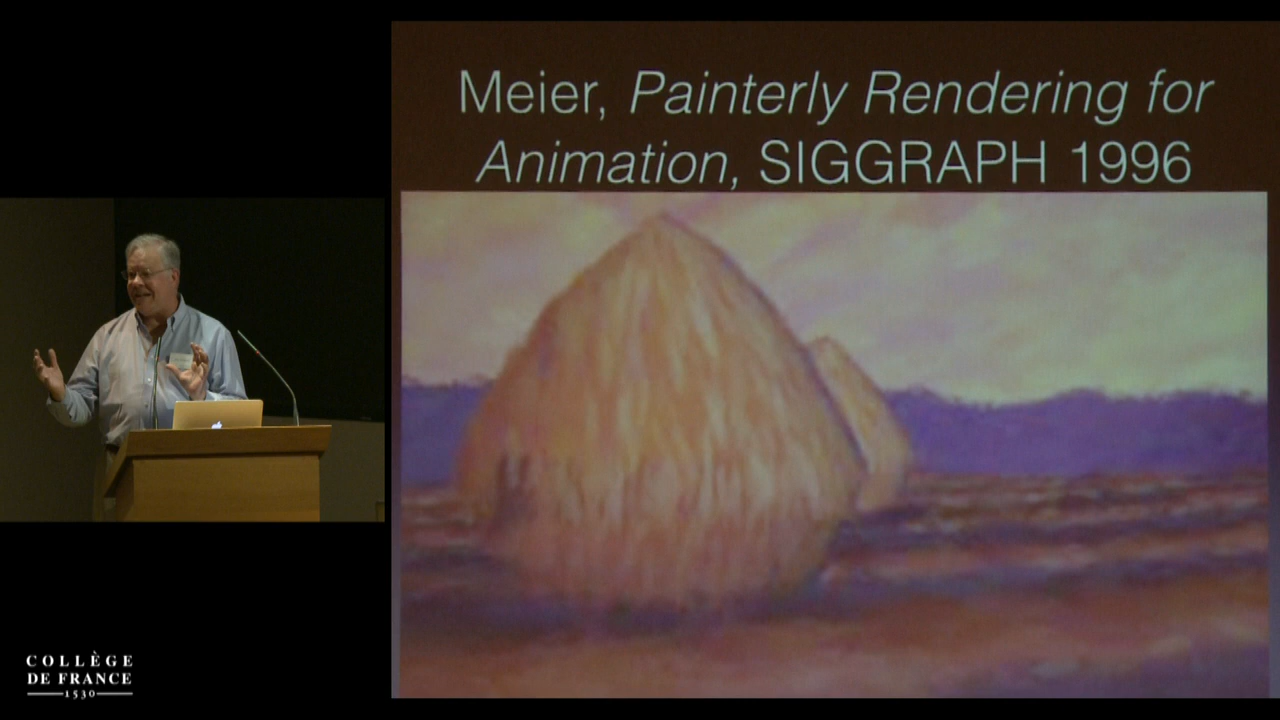 Meier, Painterly Rendering for
Animation, SIGGRAPH 1996
COLLÈGE
DE FRANCE
1530